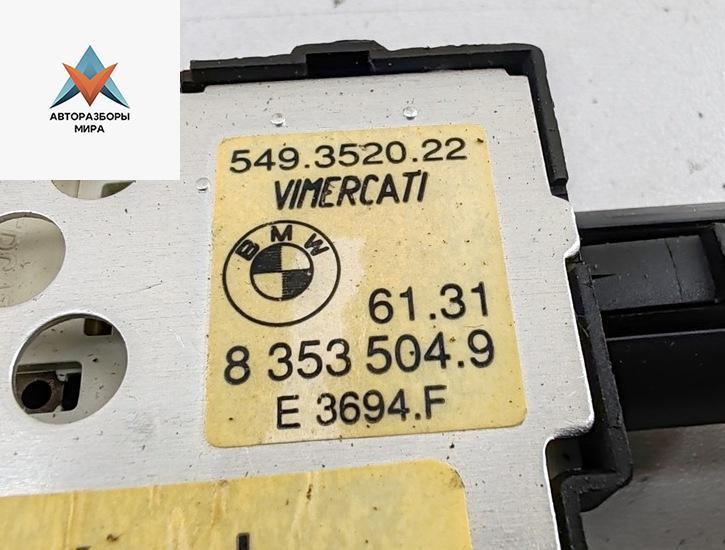 АВТОРАЗБОРЫ
МИРА
549.3520.22
VIMERCATI
BMW
61.31
8 353 504.9
E 3694.F